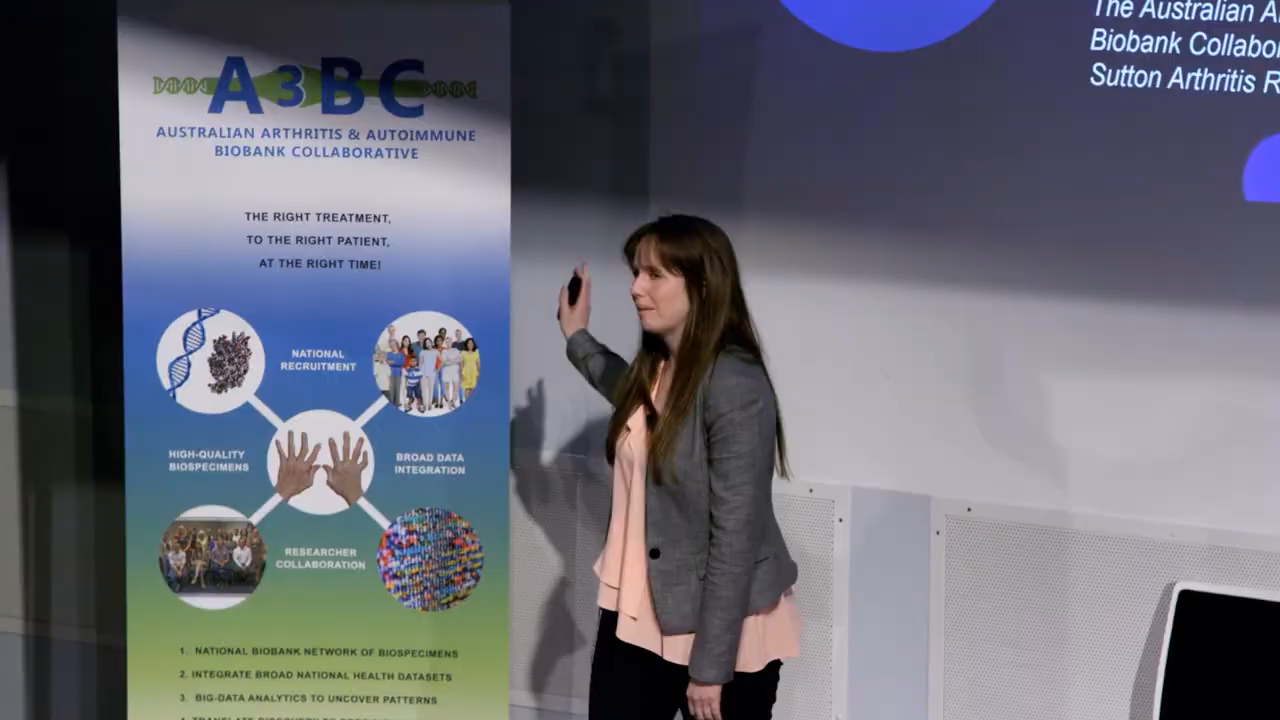 A3BC
AUSTRALIAN ARTHRITIS & AUTOIMMUNE
BIOBANK COLLABORATIVE
THE RIGHT TREATMENT,
TO THE RIGHT PATIENT,
AT THE RIGHT TIME!
NATIONAL
RECRUITMENT
HIGH-QUALITY
BIOSPECIMENS
BROAD DATA
INTEGRATION
RESEARCHER
COLLABORATION
1. NATIONAL BIOBANK NETWORK OF BIOSPECIMENS
2. INTEGRATE BROAD NATIONAL HEALTH DATASETS
3. BIG-DATA ANALYTICS TO UNCOVER PATTERNS
The Australian A
Biobank Collabo
Sutton Arthritis R